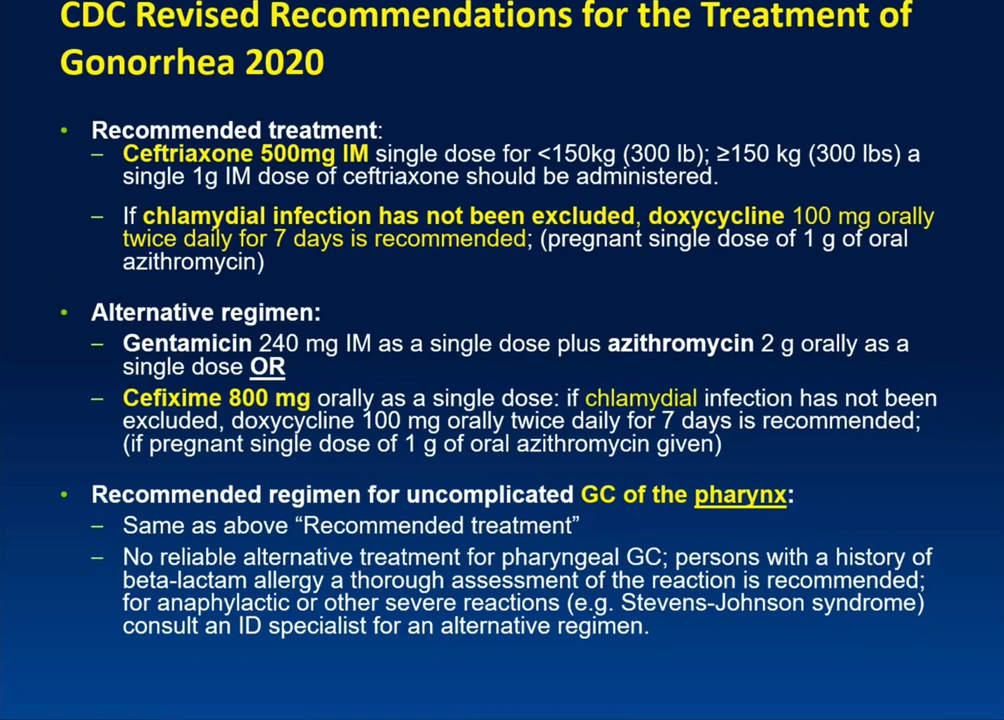 CDC Revised Recommendations for the Treatment of
Gonorrhea 2020
• Recommended treatment:
– Ceftriaxone 500mg IM single dose for <150kg (300 lb); ≥150 kg (300 lbs) a
single 1g IM dose of ceftriaxone should be administered.
– If chlamydial infection has not been excluded, doxycycline 100 mg orally
twice daily for 7 days is recommended; (pregnant single dose of 1 g of oral
azithromycin)
• Alternative regimen:
– Gentamicin 240 mg IM as a single dose plus azithromycin 2 g orally as a
single dose OR
– Cefixime 800 mg orally as a single dose: if chlamydial infection has not been
excluded, doxycycline 100 mg orally twice daily for 7 days is recommended;
(if pregnant single dose of 1 g of oral azithromycin given)
• Recommended regimen for uncomplicated GC of the pharynx:
– Same as above “Recommended treatment”
– No reliable alternative treatment for pharyngeal GC; persons with a history of
beta-lactam allergy a thorough assessment of the reaction is recommended;
for anaphylactic or other severe reactions (e.g. Stevens-Johnson syndrome)
consult an ID specialist for an alternative regimen.